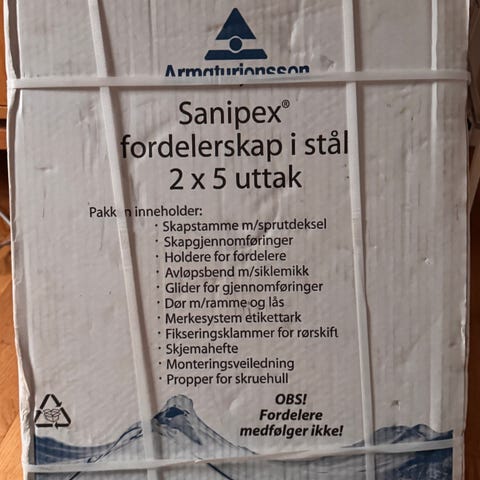 Armaturjonsson
Sanipex®
fordelerskap i stål
2 x 5 uttak
Pakken inneholder:
· Skapstamme m/sprutdeksel
· Skapgjennomføringer
· Holdere for fordelere
· Avløpsbend m/siklemikk
· Glider for gjennomføringer
· Dør m/ramme og lås
· Merkesystem etikettark
· Fikseringsklammer for rørskift
· Skjemahefte
· Monteringsveiledning
· Propper for skruehull
OBS!
Fordelere
medfølger ikke!